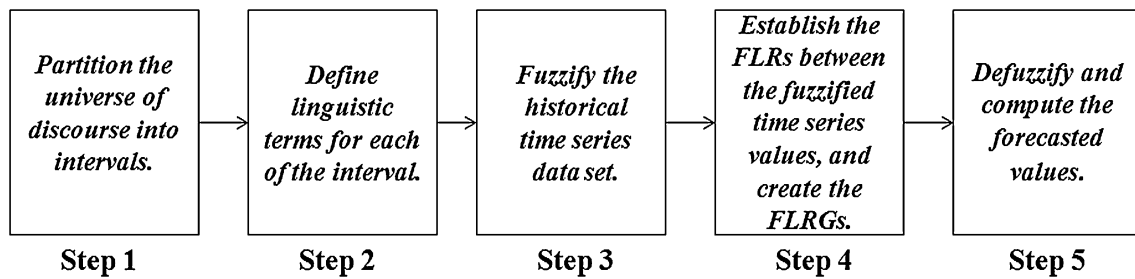 Partition the
universe of
discourse into
intervals.
Define
linguistic
terms for each
of the interval.
Fuzzify the
historical
time series
data set.
Establish the
FLRs between
the fuzzified
time series
values, and
create the
FLRGs.
Defuzzify and
compute the
forecasted
values.
Step 1
Step 2
Step 3
Step 4
Step 5